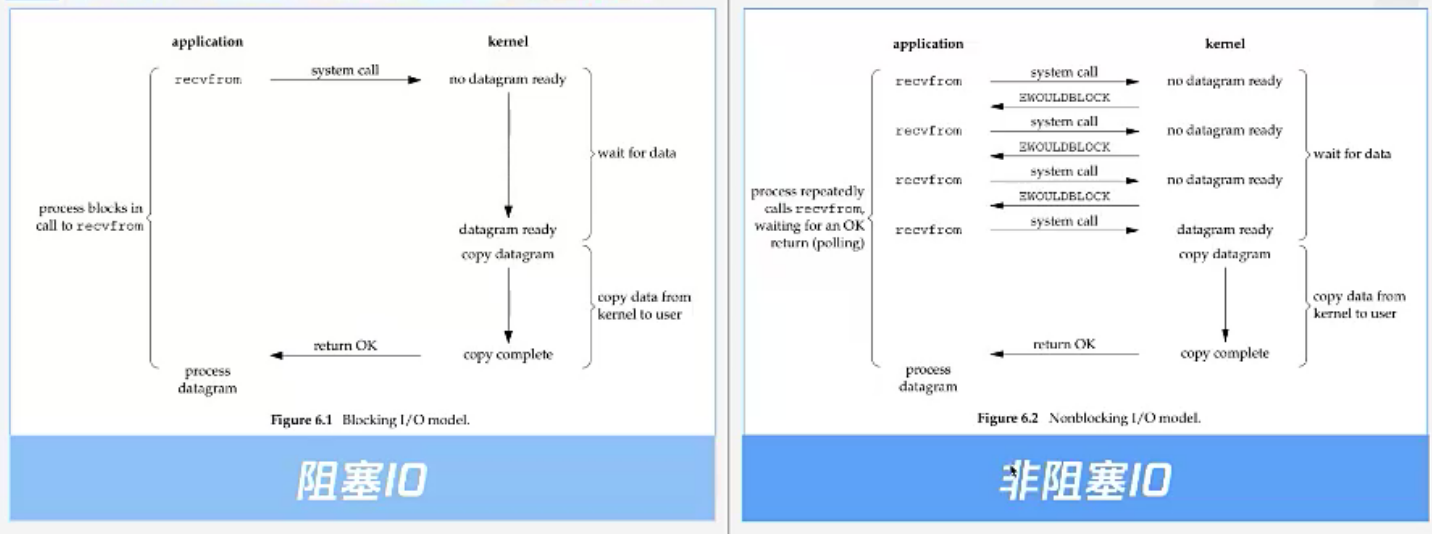 application
kernel
recvfrom
system call
no datagram ready
wait for data
process blocks in
call to recvfrom
datagram ready
copy datagram
copy data from
kernel to user
return OK
copy complete
process
datagram
Figure 6.1 Blocking I/O model.
阻塞IO
application
kernel
recvfrom
system call
no datagram ready
EWOULDBLOCK
recvfrom
system call
no datagram ready
wait for data
EWOULDBLOCK
recvfrom
system call
no datagram ready
process repeatedly
calls recvfrom,
waiting for an OK
return (polling)
EWOULDBLOCK
recvfrom
system call
datagram ready
copy datagram
copy data from
kernel to user
return OK
copy complete
process
datagram
Figure 6.2 Nonblocking I/O model.
非阻塞IO